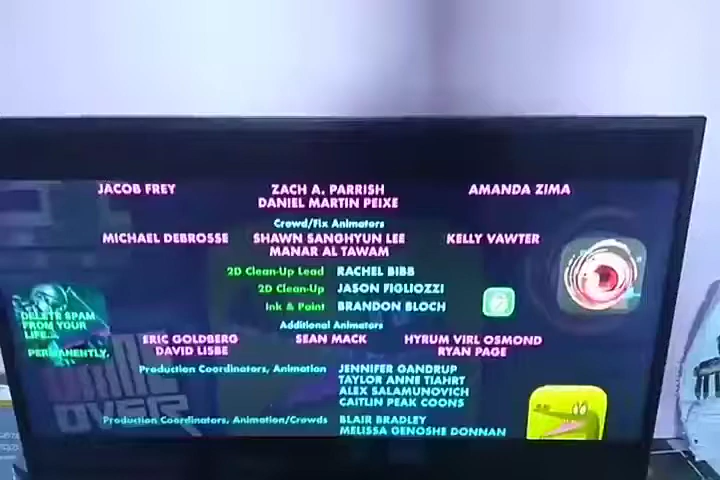 JACOB FREY ZACH A. PARRISH AMANDA ZIMA
DANIEL MARTIN PEIXE
Crowd/Fix Animators
MICHAEL DEBROSSE SHAWN SANGHYUN LEE KELLY VAWTER
MANAR AL TAWAM
2D Clean-Up Lead RACHEL BIBB
2D Clean-Up JASON FIGLIOZZI
Ink & Paint BRANDON BLOCH
Additional Animators
ERIC GOLDBERG SEAN MACK HYRUM VIRL OSMOND
DAVID LISBE RYAN PAGE
Production Coordinators, Animation JENNIFER GANDRUP
TAYLOR ANNE TIAHRT
ALEX SALAMUNOVICH
CAITLIN PEAK COONS
Production Coordinators, Animation/Crowds BLAIR BRADLEY
MELISSA GENOSHE DONNAN
DELETE SPAM
FROM YOUR
LIFE...
PERMANENTLY.
GAME
OVER